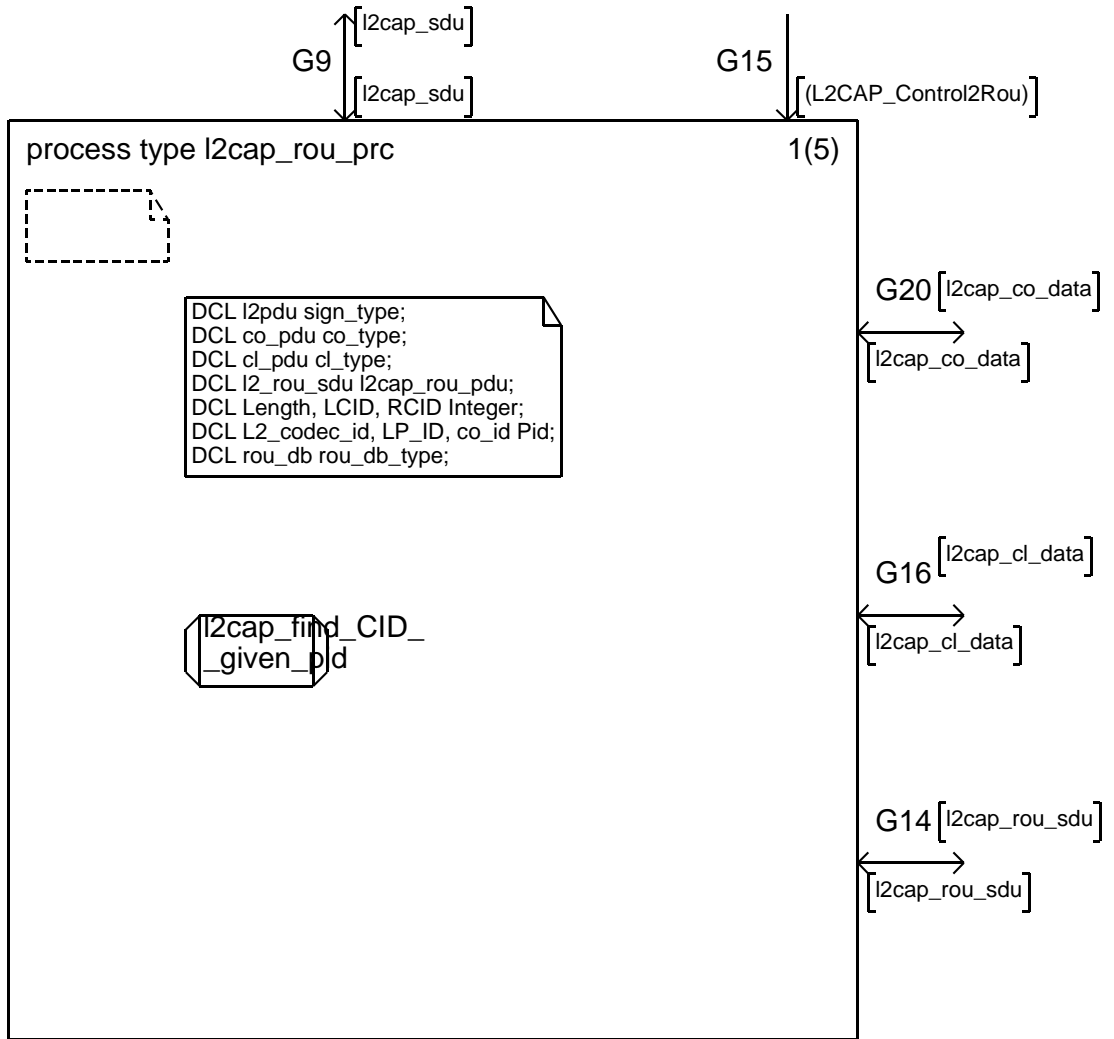 [l2cap_sdu]
G9
G15
[l2cap_sdu]
[(L2CAP_Control2Rou)]
process type l2cap_rou_prc
1(5)
G20 [l2cap_co_data]
DCL l2pdu sign_type;
DCL co_pdu co_type;
DCL cl_pdu cl_type;
DCL l2_rou_sdu l2cap_rou_pdu;
DCL Length, LCID, RCID Integer;
DCL L2_codec_id, LP_ID, co_id Pid;
DCL rou_db rou_db_type;
[l2cap_co_data]
G16 [l2cap_cl_data]
l2cap_find_CID_
_given_pid
[l2cap_cl_data]
G14 [l2cap_rou_sdu]
[l2cap_rou_sdu]